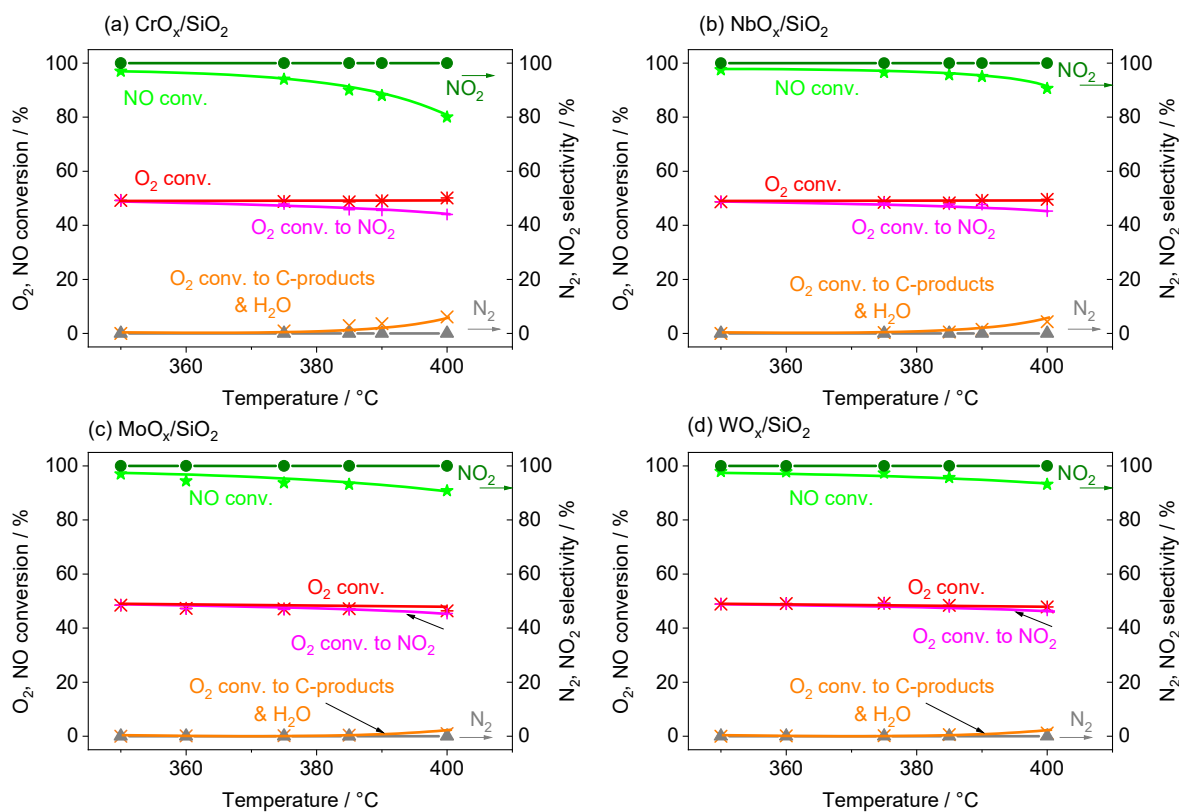 (a) CrOₓ/SiO₂
100
80
60
40
20
0
O₂, NO conversion / %
NO conv.
NO₂
O₂ conv.
O₂ conv. to NO₂
O₂ conv. to C-products
& H₂O
N₂
100
80
60
40
20
0
N₂, NO₂ selectivity / %
360 380 400
Temperature / °C
(b) NbOₓ/SiO₂
100
80
60
40
20
0
O₂, NO conversion / %
NO conv.
NO₂
O₂ conv.
O₂ conv. to NO₂
O₂ conv. to C-products
& H₂O
N₂
100
80
60
40
20
0
N₂, NO₂ selectivity / %
360 380 400
Temperature / °C
(c) MoOₓ/SiO₂
100
80
60
40
20
0
O₂, NO conversion / %
NO₂
NO conv.
O₂ conv.
O₂ conv. to NO₂
O₂ conv. to C-products
& H₂O
N₂
100
80
60
40
20
0
N₂, NO₂ selectivity / %
360 380 400
Temperature / °C
(d) WOₓ/SiO₂
100
80
60
40
20
0
O₂, NO conversion / %
NO₂
NO conv.
O₂ conv.
O₂ conv. to NO₂
O₂ conv. to C-products
& H₂O
N₂
100
80
60
40
20
0
N₂, NO₂ selectivity / %
360 380 400
Temperature / °C